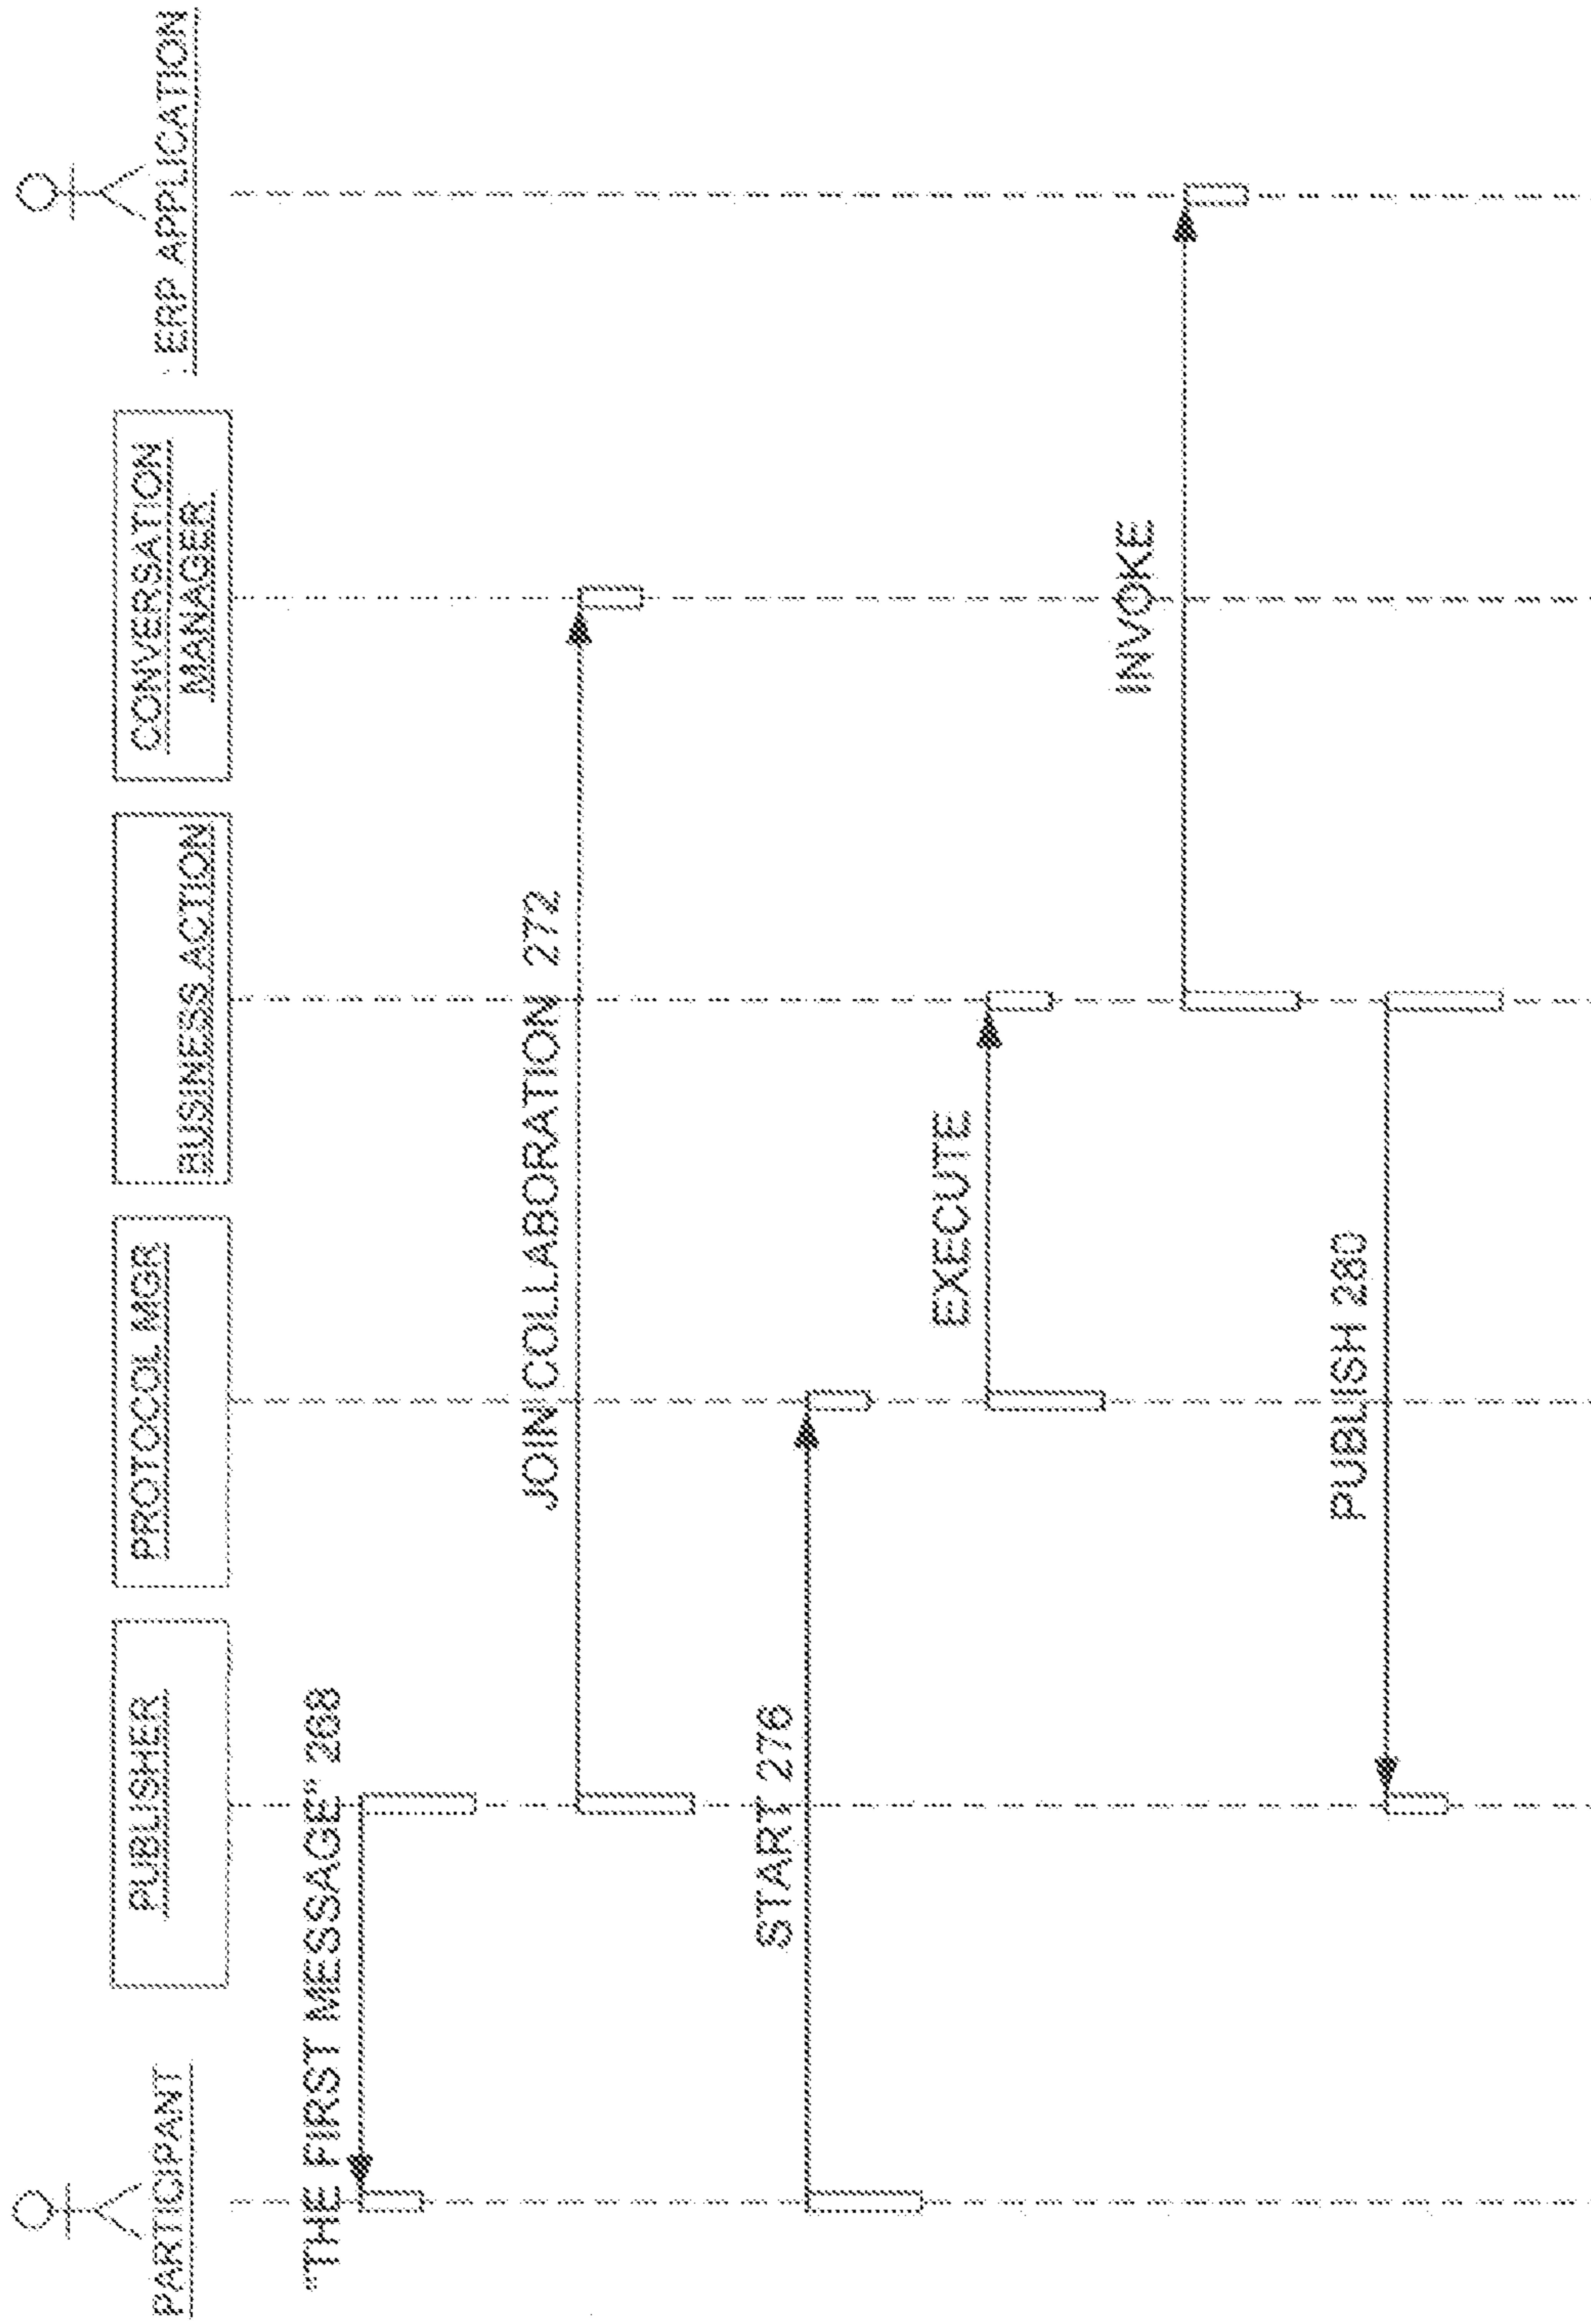 PARTICIPANT
PUBLISHER
PROTOCOL MGR
BUSINESS ACTION
CONVERSATION
MANAGER
: ERP APPLICATION
"THE FIRST MESSAGE" 268
JOIN COLLABORATION 272
START 276
EXECUTE
INVOKE
PUBLISH 280